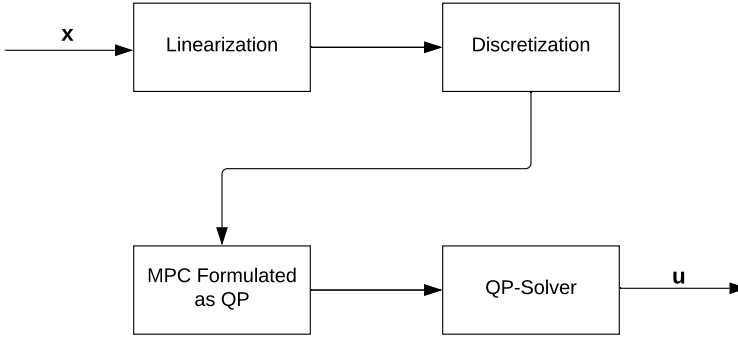 x
Linearization
Discretization
MPC Formulated
as QP
QP-Solver
u